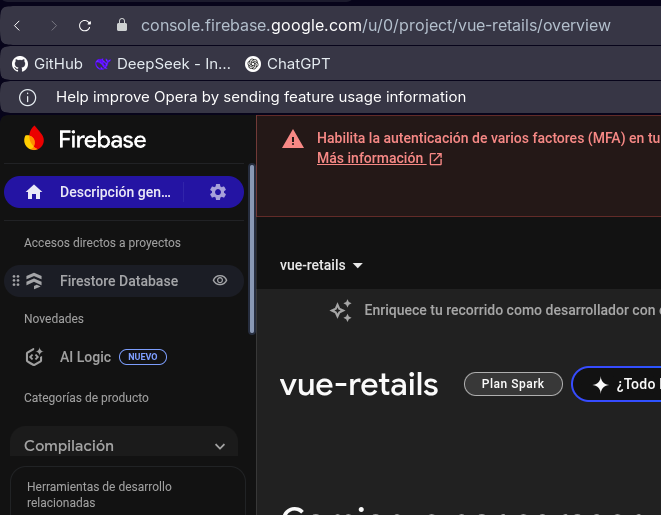 console.firebase.google.com/u/0/project/vue-retails/overview
GitHub
DeepSeek - In...
ChatGPT
Help improve Opera by sending feature usage information
Firebase
Habilita la autenticación de varios factores (MFA) en tu
Más información
Descripción gen...
Accesos directos a proyectos
vue-retails
Firestore Database
Enriquece tu recorrido como desarrollador con
Novedades
AI Logic
NUEVO
vue-retails
Plan Spark
¿Todo
Categorías de producto
Compilación
Herramientas de desarrollo
relacionadas